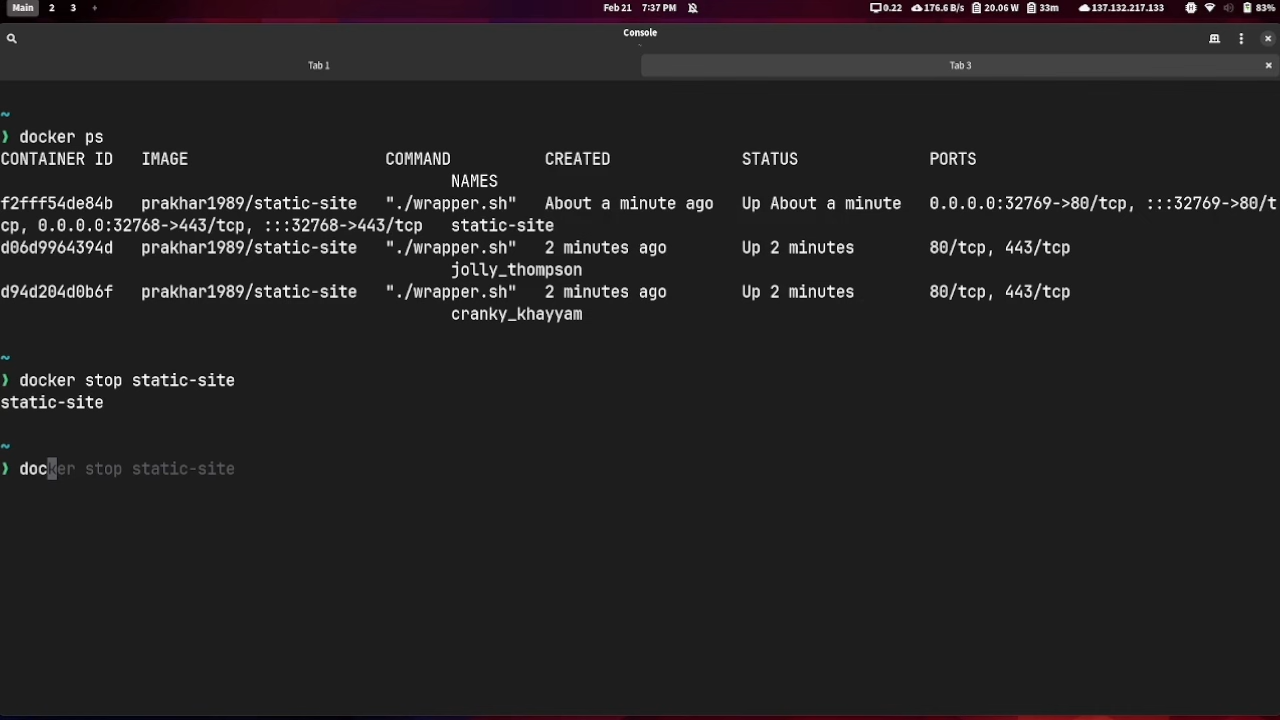 Main 2 3 +
Feb 21 7:37 PM
0.22 176.6 B/s 20.06 W 33m 137.132.217.133 83%
Console
Tab 1 Tab 3
~
❯ docker ps
CONTAINER ID IMAGE COMMAND CREATED STATUS PORTS
NAMES
f2fff54de84b prakhar1989/static-site "./wrapper.sh" About a minute ago Up About a minute 0.0.0.0:32769->80/tcp, :::32769->80/t
cp, 0.0.0.0:32768->443/tcp, :::32768->443/tcp static-site
d06d9964394d prakhar1989/static-site "./wrapper.sh" 2 minutes ago Up 2 minutes 80/tcp, 443/tcp
jolly_thompson
d94d204d0b6f prakhar1989/static-site "./wrapper.sh" 2 minutes ago Up 2 minutes 80/tcp, 443/tcp
cranky_khayyam
~
❯ docker stop static-site
static-site
~
❯ docker stop static-site